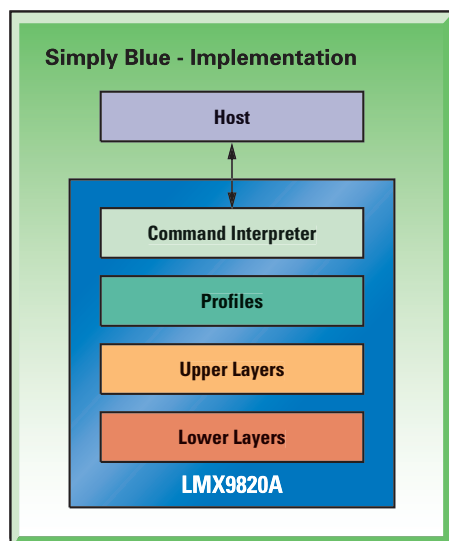 Simply Blue - Implementation
Host
Command Interpreter
Profiles
Upper Layers
Lower Layers
LMX9820A